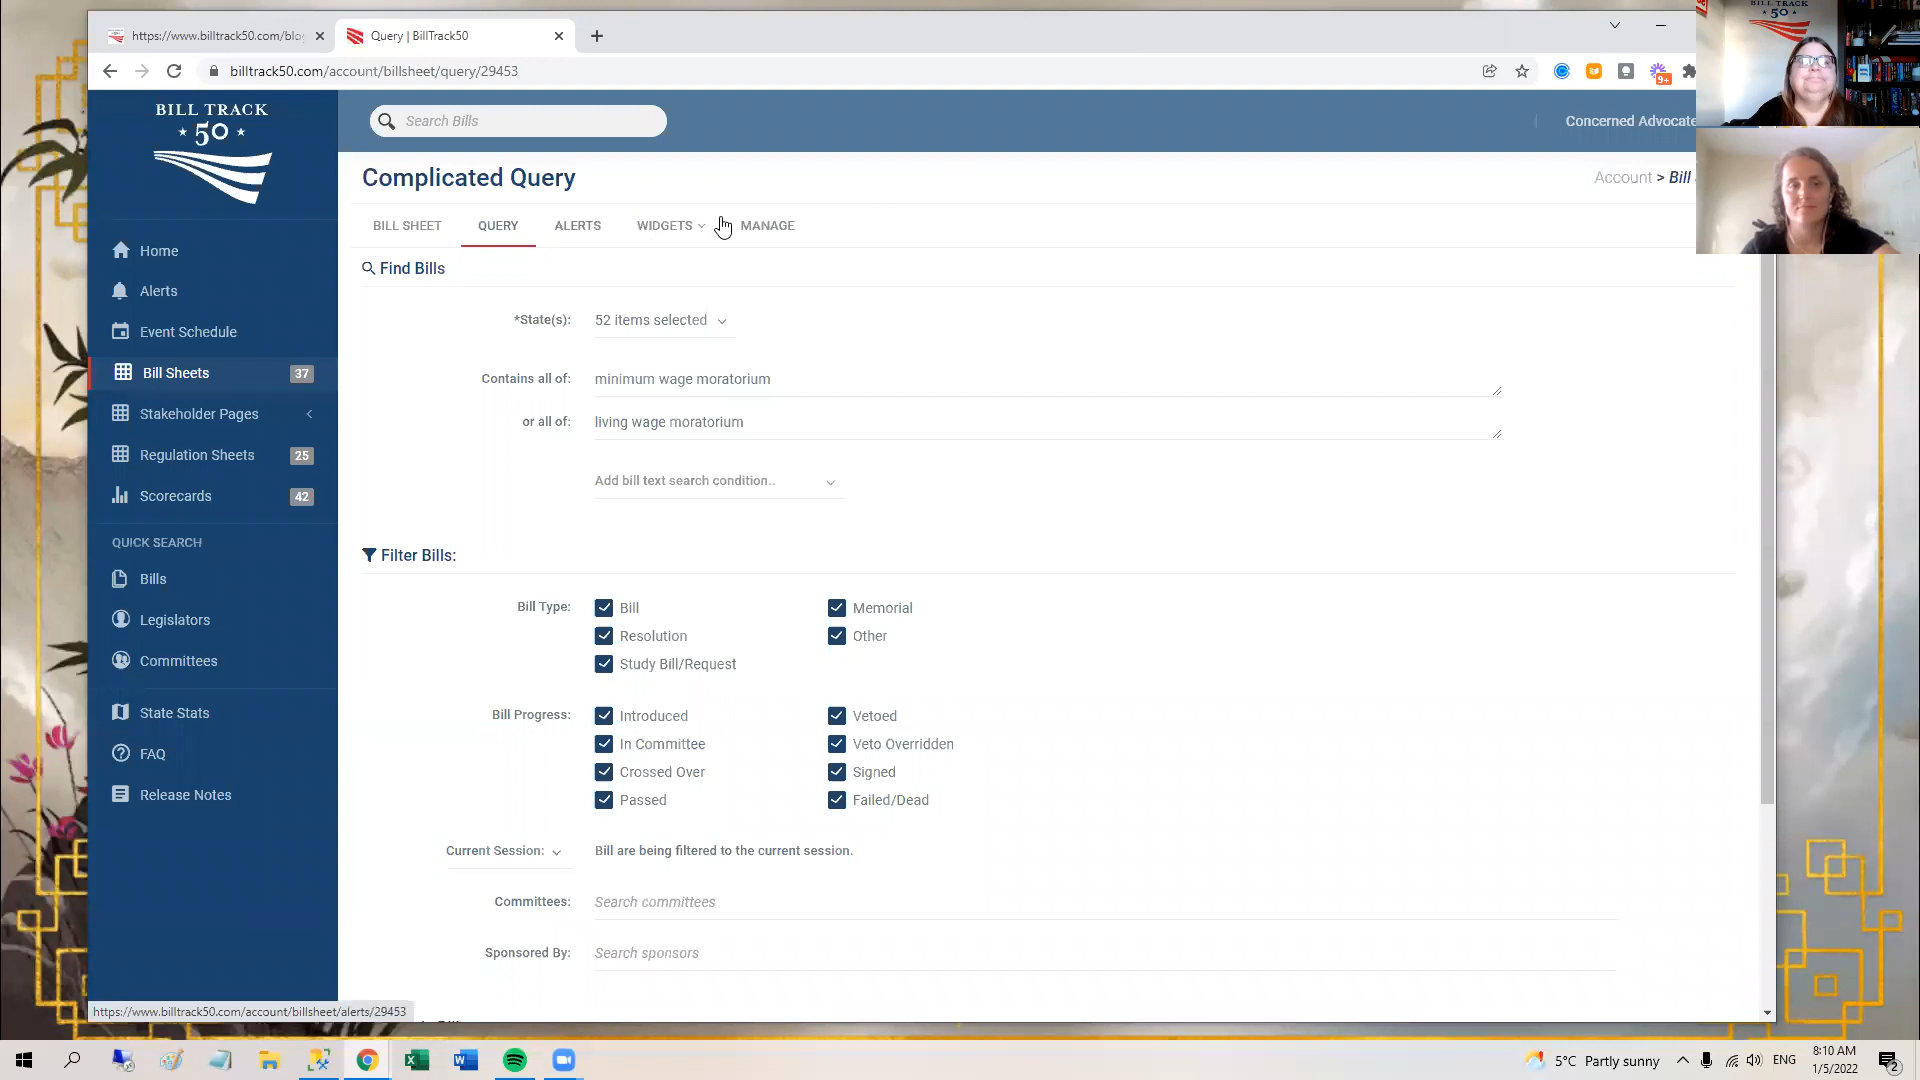 https://www.billtrack50.com/blog
Query | BillTrack50
billtrack50.com/account/billsheet/query/29453
9+
BILL TRACK
50
BILL TRACK
50
Search Bills
Concerned Advocate
Complicated Query
Account > Bill
BILL SHEET
QUERY
ALERTS
WIDGETS
MANAGE
Home
Alerts
Event Schedule
Bill Sheets 37
Stakeholder Pages
Regulation Sheets 25
Scorecards 42
QUICK SEARCH
Bills
Legislators
Committees
State Stats
FAQ
Release Notes
Find Bills
*State(s): 52 items selected
Contains all of: minimum wage moratorium
or all of: living wage moratorium
Add bill text search condition..
Filter Bills:
Bill Type: Bill Memorial
Resolution Other
Study Bill/Request
Bill Progress: Introduced Vetoed
In Committee Veto Overridden
Crossed Over Signed
Passed Failed/Dead
Current Session: Bill are being filtered to the current session.
Committees: Search committees
Sponsored By: Search sponsors
https://www.billtrack50.com/account/billsheet/alerts/29453
5°C Partly sunny
ENG
8:10 AM
1/5/2022
2